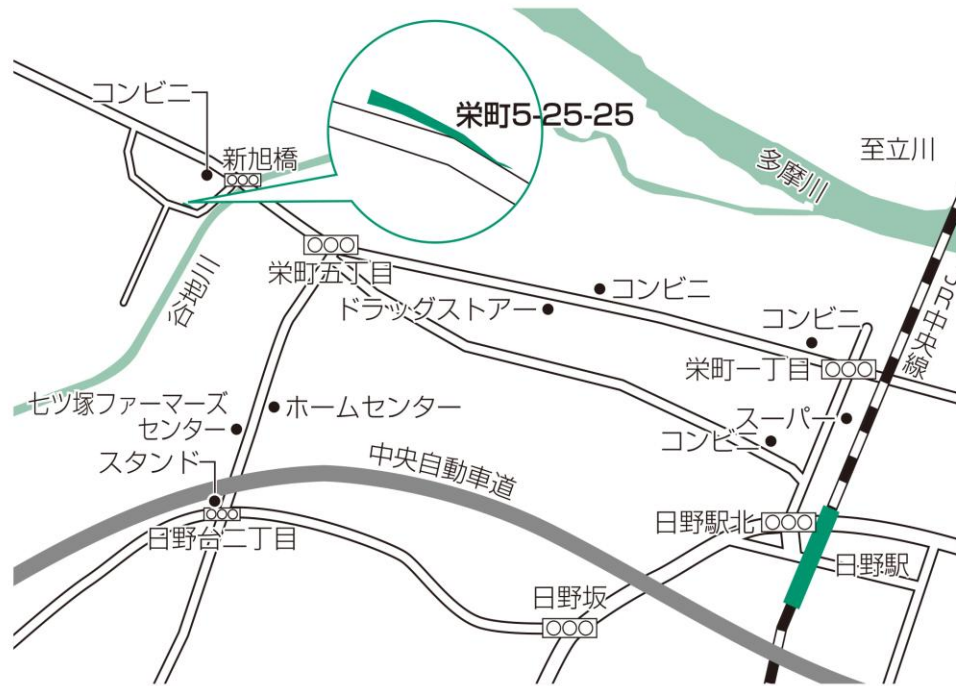 コンビニ
栄町5-25-25
新旭橋
多摩川
至立川
栄町五丁目
三沌谷
コンビニ
ドラッグストアー
コンビニ
JR中央線
栄町一丁目
七ツ塚ファーマーズ
センター
ホームセンター
スーパー
コンビニ
スタンド
中央自動車道
日野台二丁目
日野駅北
日野駅
日野坂